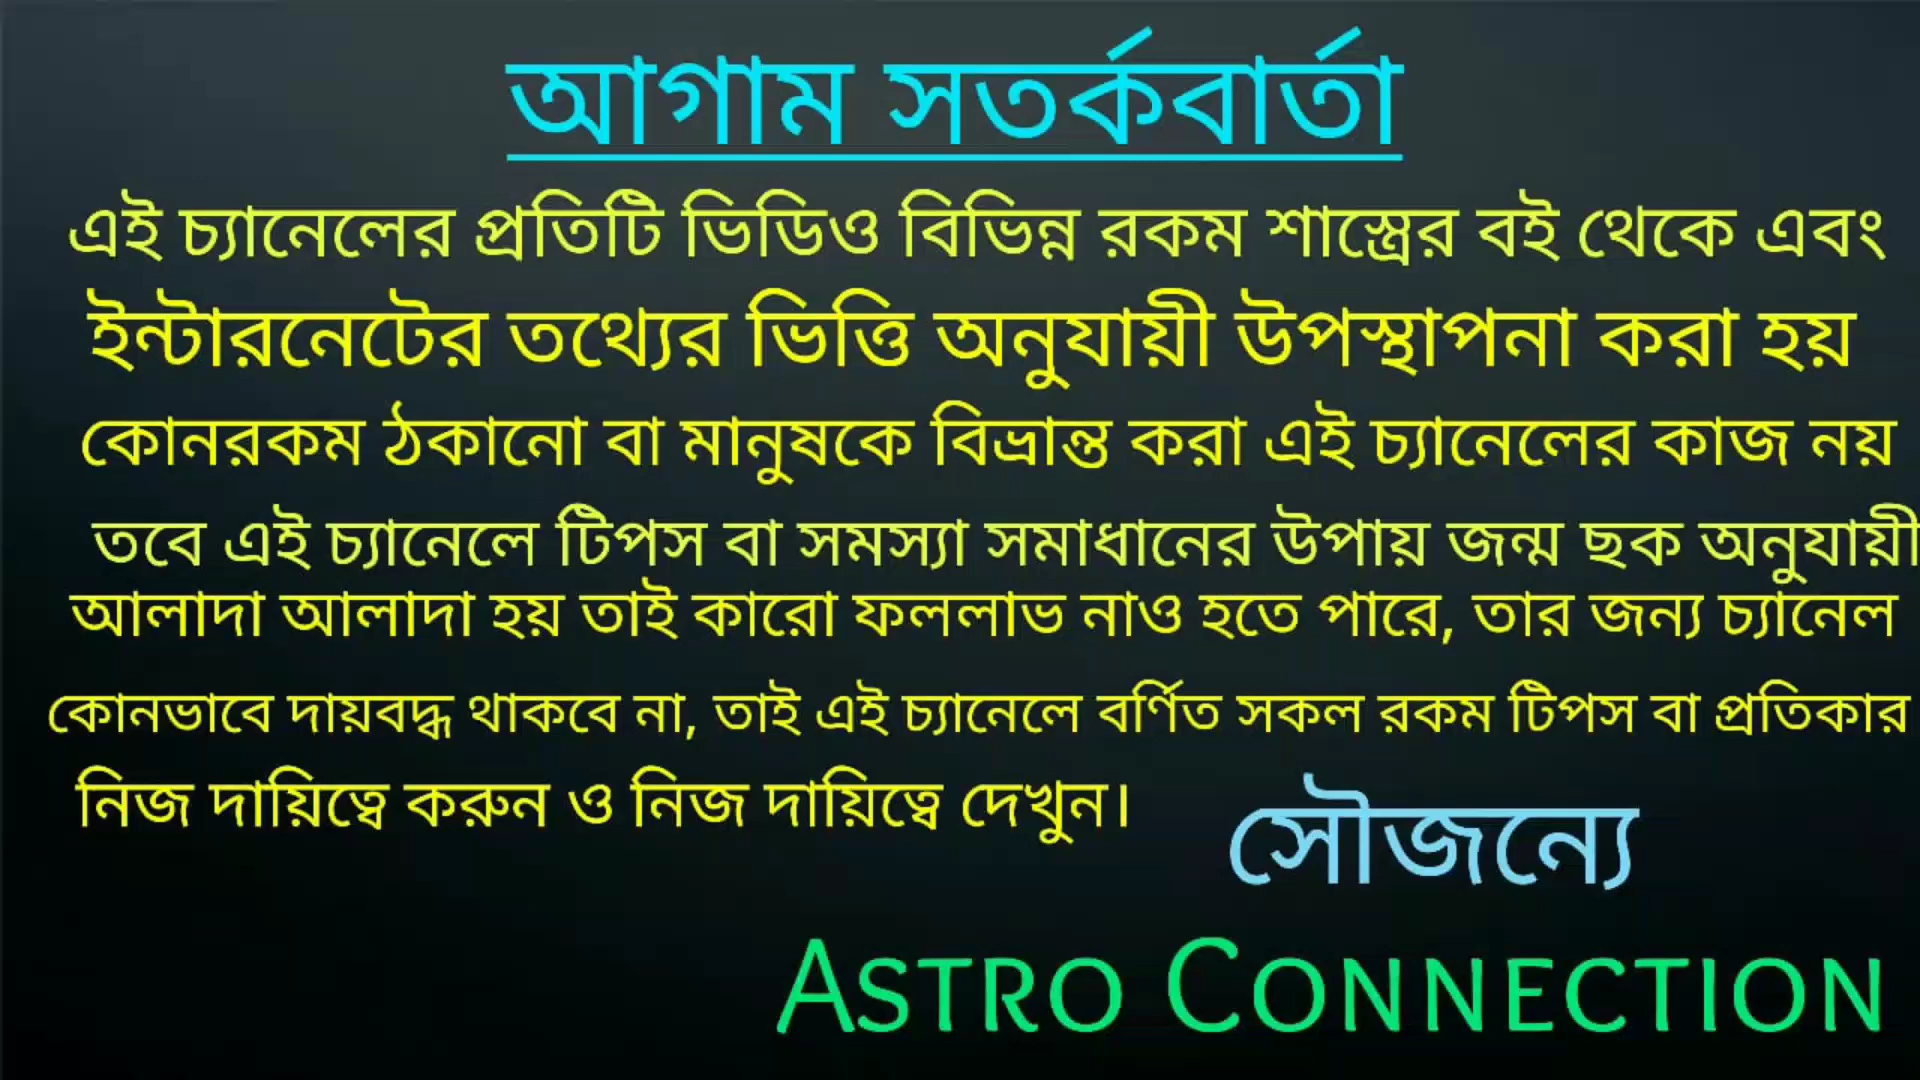 আগাম সতর্কবার্তা
এই চ্যানেলের প্রতিটি ভিডিও বিভিন্ন রকম শাস্ত্রের বই থেকে এবং
ইন্টারনেটের তথ্যের ভিত্তি অনুযায়ী উপস্থাপনা করা হয়
কোনরকম ঠকানো বা মানুষকে বিভ্রান্ত করা এই চ্যানেলের কাজ নয়
তবে এই চ্যানেলে টিপস বা সমস্যা সমাধানের উপায় জন্ম ছক অনুযায়ী
আলাদা আলাদা হয় তাই কারো ফললাভ নাও হতে পারে, তার জন্য চ্যানেল
কোনভাবে দায়বদ্ধ থাকবে না, তাই এই চ্যানেলে বর্ণিত সকল রকম টিপস বা প্রতিকার
নিজ দায়িত্বে করুন ও নিজ দায়িত্বে দেখুন।
সৌজন্যে
ASTRO CONNECTION